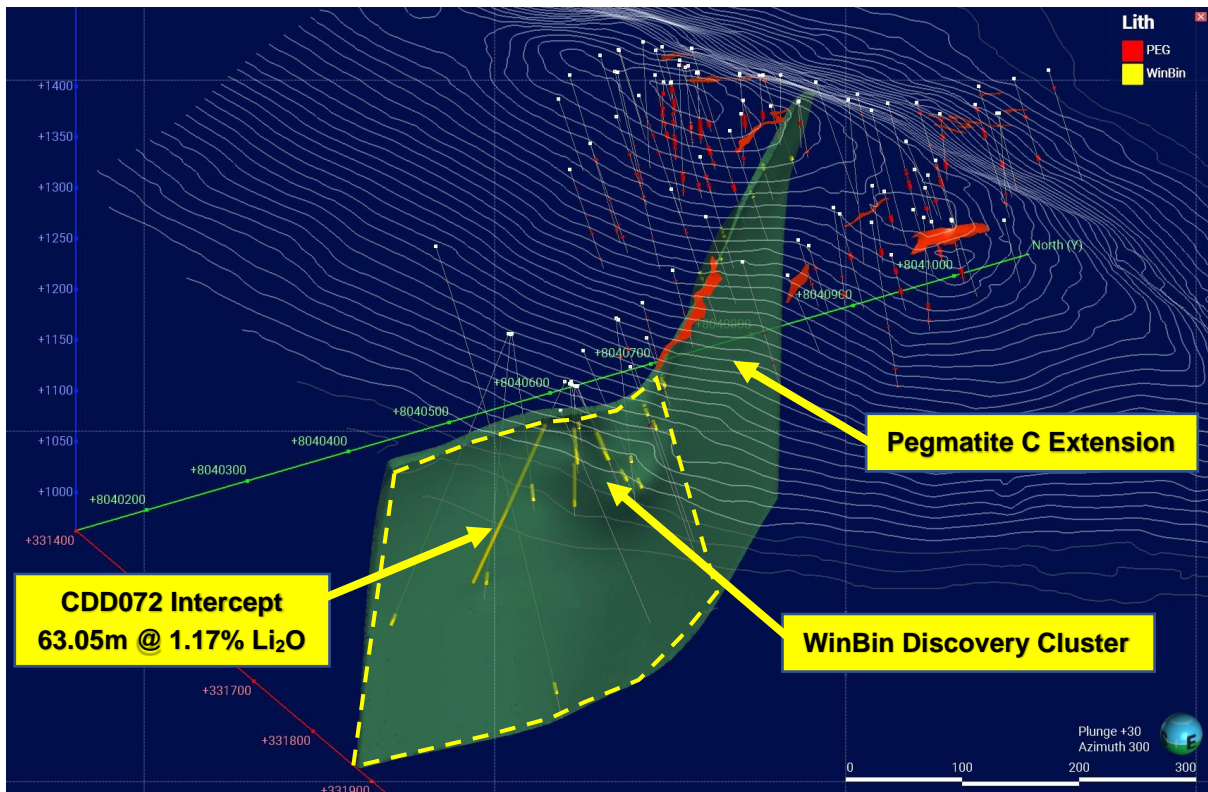 Lith
PEG
WinBin
+1400
+1350
+1300
+1250
+1200
+1150
+1100
+1050
+1000
North (Y)
+8041000
+8040900
+8040800
+8040700
+8040600
+8040500
+8040400
+8040300
+8040200
+331400
+331700
+331800
+331900
Pegmatite C Extension
CDD072 Intercept
63.05m @ 1.17% Li₂O
WinBin Discovery Cluster
Plunge +30
Azimuth 300
E
0 100 200 300